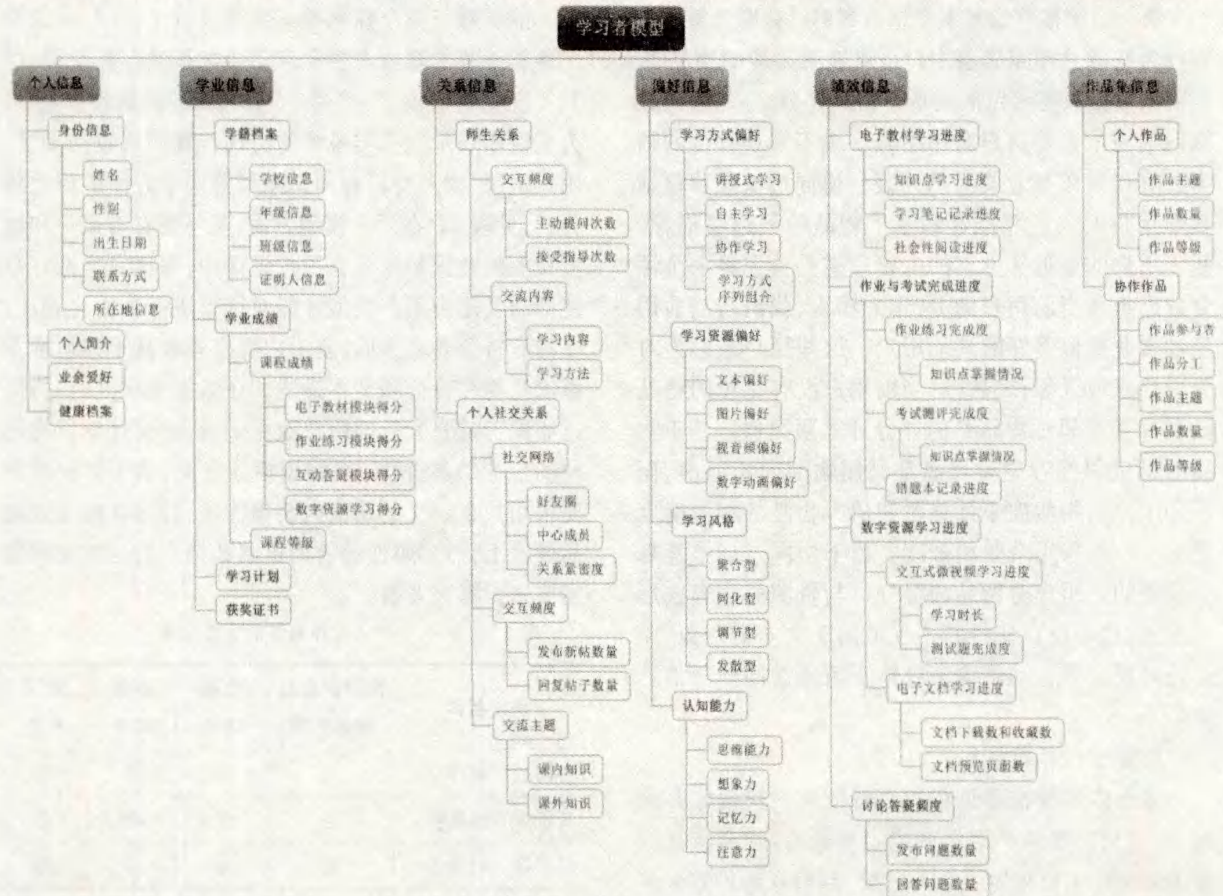 学习者模型
个人信息
身份信息
姓名
性别
出生日期
联系方式
所在地信息
个人简介
业余爱好
健康档案
学业信息
学籍档案
学校信息
年级信息
班级信息
证明人信息
学业成绩
课程成绩
电子教材模块得分
作业练习模块得分
互动答疑模块得分
数字资源学习得分
课程等级
学习计划
获奖证书
关系信息
师生关系
交互频度
主动提问次数
接受指导次数
交流内容
学习内容
学习方法
个人社交关系
社交网络
好友圈
中心成员
关系紧密度
交互频度
发布新帖数量
回复帖子数量
交流主题
课内知识
课外知识
偏好信息
学习方式偏好
讲授式学习
自主学习
协作学习
学习方式
序列组合
学习资源偏好
文本偏好
图片偏好
视音频偏好
数字动画偏好
学习风格
聚合型
同化型
调节型
发散型
认知能力
思维能力
想象力
记忆力
注意力
绩效信息
电子教材学习进度
知识点学习进度
学习笔记记录进度
社会性阅读进度
作业与考试完成进度
作业练习完成度
知识点掌握情况
考试测评完成度
知识点掌握情况
错题本记录进度
数字资源学习进度
交互式微视频学习进度
学习时长
测试题完成度
电子文档学习进度
文档下载数和收藏数
文档预览页面数
讨论答疑频度
发布问题数量
回答问题数量
作品集信息
个人作品
作品主题
作品数量
作品等级
协作作品
作品参与者
作品分工
作品主题
作品数量
作品等级